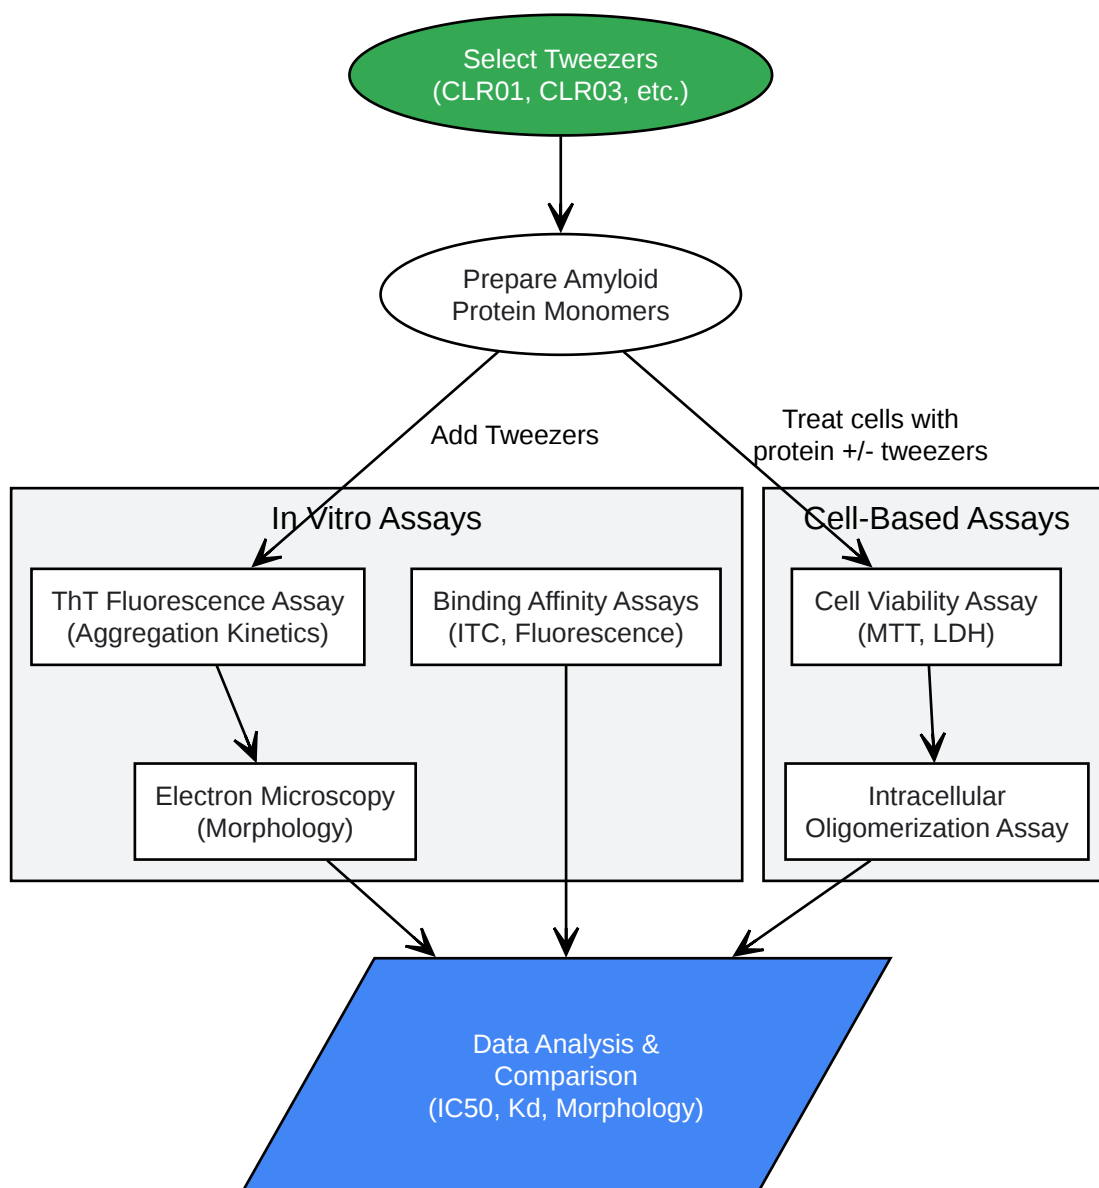 Select Tweezers
(CLR01, CLR03, etc.)
Prepare Amyloid
Protein Monomers
Add Tweezers
Treat cells with
protein +/- tweezers
In Vitro Assays
Cell-Based Assays
ThT Fluorescence Assay
(Aggregation Kinetics)
Binding Affinity Assays
(ITC, Fluorescence)
Cell Viability Assay
(MTT, LDH)
Electron Microscopy
(Morphology)
Intracellular
Oligomerization Assay
Data Analysis &
Comparison
(IC50, Kd, Morphology)